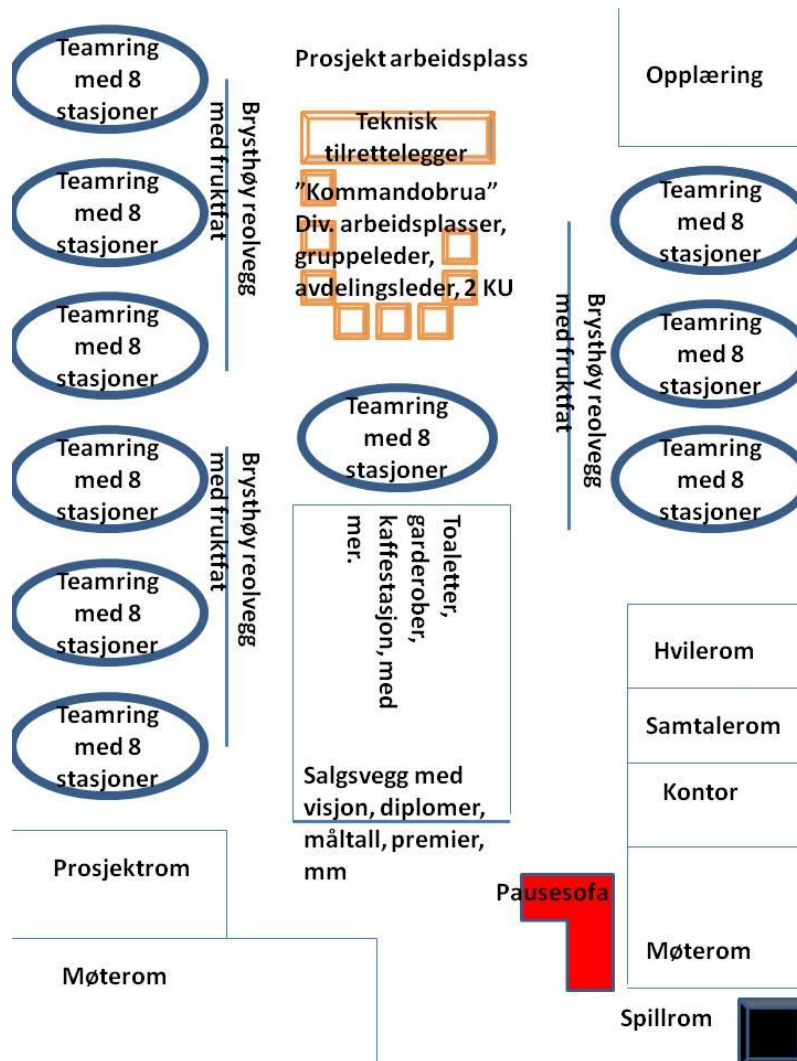 Teamring
med 8
stasjoner
Teamring
med 8
stasjoner
Teamring
med 8
stasjoner
Teamring
med 8
stasjoner
Teamring
med 8
stasjoner
Teamring
med 8
stasjoner
Brysthøy reolvegg
med fruktfat
Brysthøy reolvegg
med fruktfat
Prosjektrom
Møterom
Prosjekt arbeidsplass
Teknisk
tilrettelegger
”Kommandobrua”
Div. arbeidsplasser,
gruppeleder,
avdelingsleder, 2 KU
Teamring
med 8
stasjoner
Toaletter,
garderober,
kaffestasjon, med
mer.
Salgsvegg med
visjon, diplomer,
måltall, premier,
mm
Opplæring
Teamring
med 8
stasjoner
Teamring
med 8
stasjoner
Teamring
med 8
stasjoner
Brysthøy reolvegg
med fruktfat
Hvilerom
Samtalerom
Kontor
Pausesofa
Møterom
Spillrom